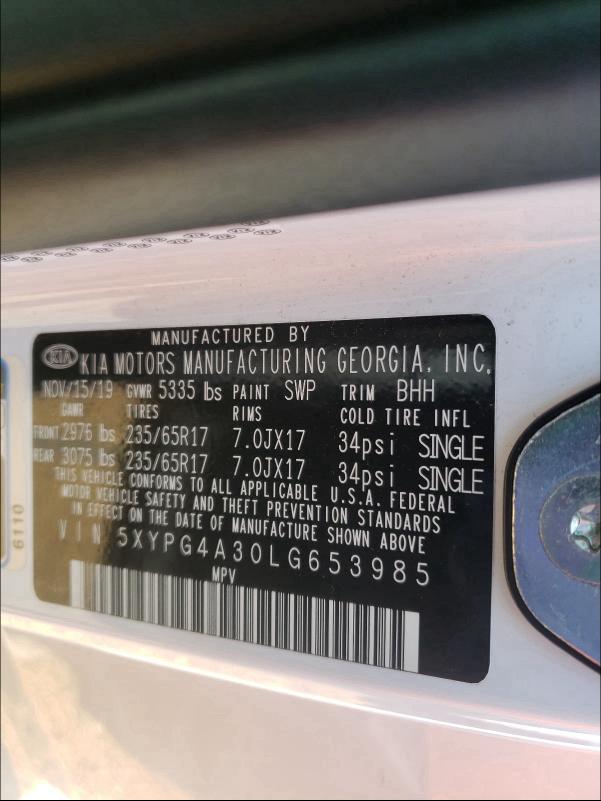 MANUFACTURED BY
KIA KIA MOTORS MANUFACTURING GEORGIA, INC.
NOV/15/19 GVWR 5335 lbs PAINT SWP TRIM BHH
GAWR TIRES RIMS COLD TIRE INFL
FRONT 2976 lbs 235/65R17 7.0JX17 34psi SINGLE
REAR 3075 lbs 235/65R17 7.0JX17 34psi SINGLE
THIS VEHICLE CONFORMS TO ALL APPLICABLE U.S.A. FEDERAL
MOTOR VEHICLE SAFETY AND THEFT PREVENTION STANDARDS
IN EFFECT ON THE DATE OF MANUFACTURE SHOWN ABOVE
VIN 5XYPG4A30LG653985
MPV
6110